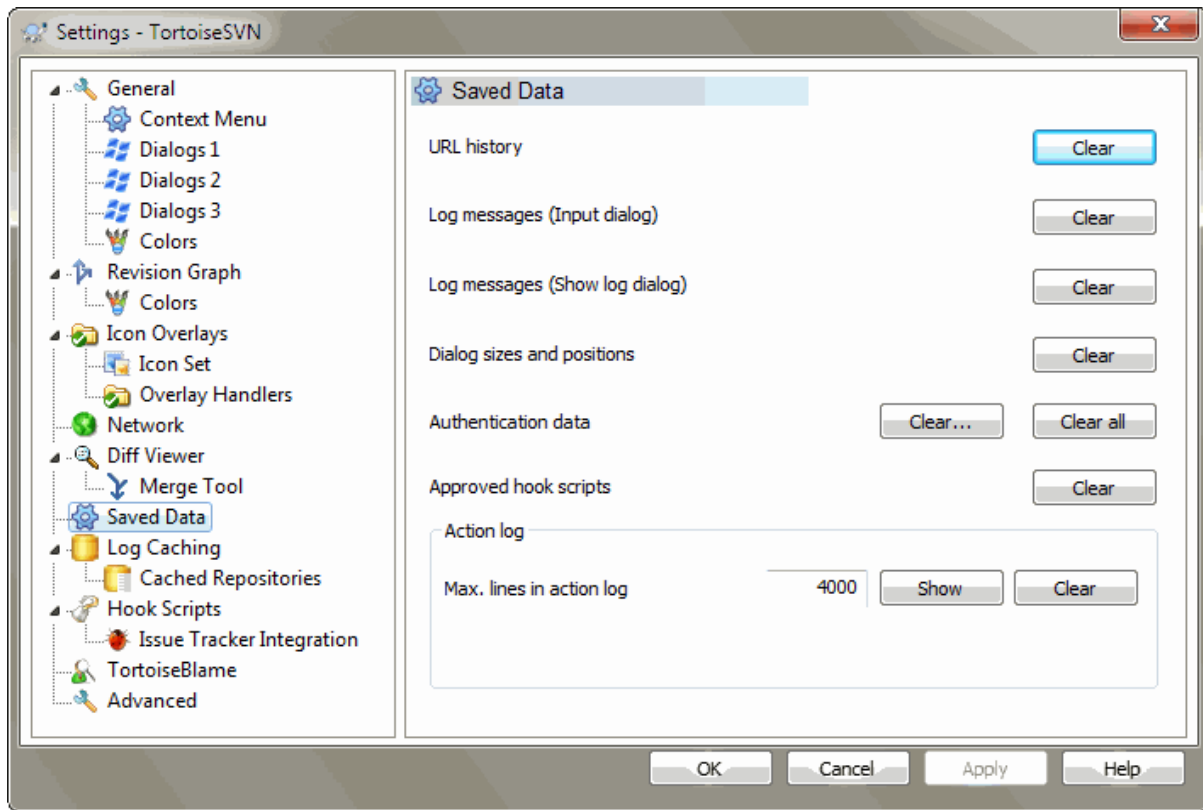 Settings - TortoiseSVN
General
Context Menu
Dialogs 1
Dialogs 2
Dialogs 3
Colors
Revision Graph
Colors
Icon Overlays
Icon Set
Overlay Handlers
Network
Diff Viewer
Merge Tool
Saved Data
Log Caching
Cached Repositories
Hook Scripts
Issue Tracker Integration
TortoiseBlame
Advanced
Saved Data
URL history Clear
Log messages (Input dialog) Clear
Log messages (Show log dialog) Clear
Dialog sizes and positions Clear
Authentication data Clear... Clear all
Approved hook scripts Clear
Action log
Max. lines in action log 4000 Show Clear
OK Cancel Apply Help